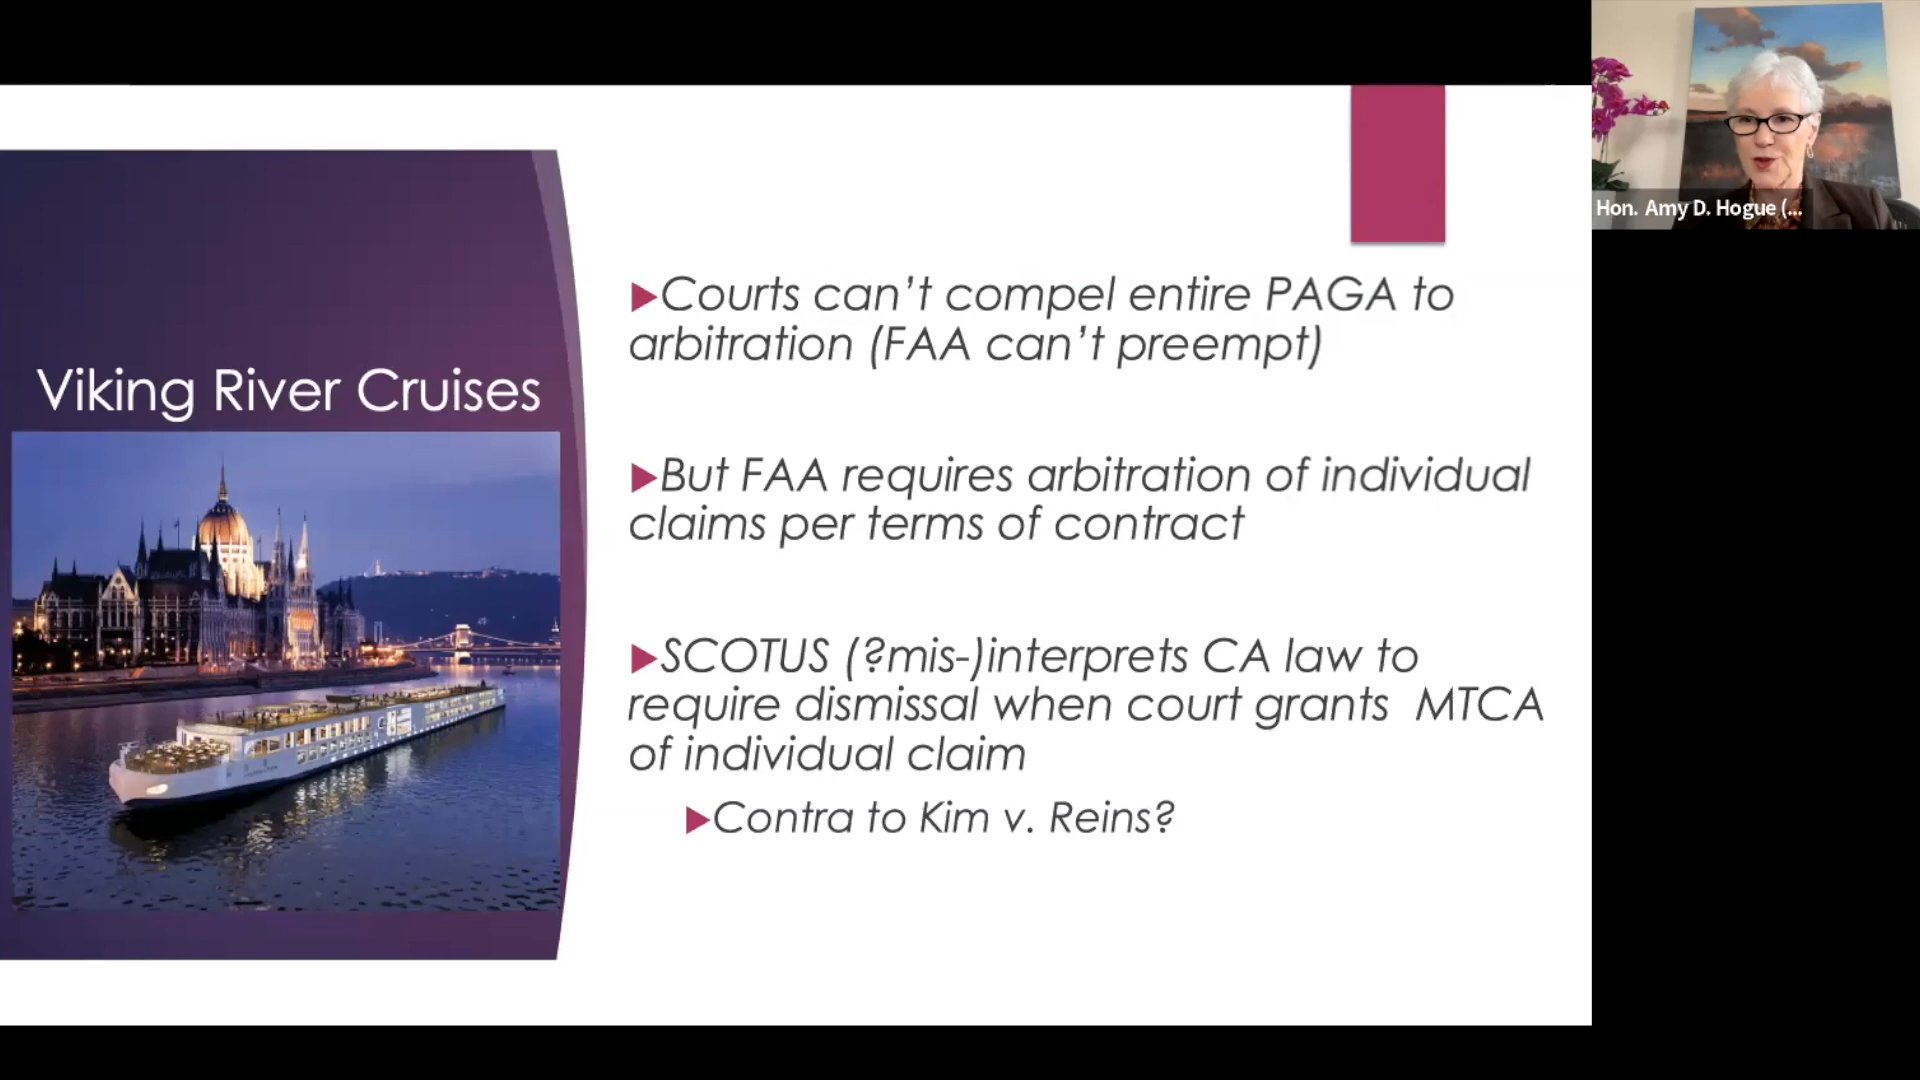 Hon. Amy D. Hogue (...
Viking River Cruises
▶Courts can’t compel entire PAGA to
arbitration (FAA can’t preempt)
▶But FAA requires arbitration of individual
claims per terms of contract
▶SCOTUS (?mis-)interprets CA law to
require dismissal when court grants MTCA
of individual claim
▶Contra to Kim v. Reins?